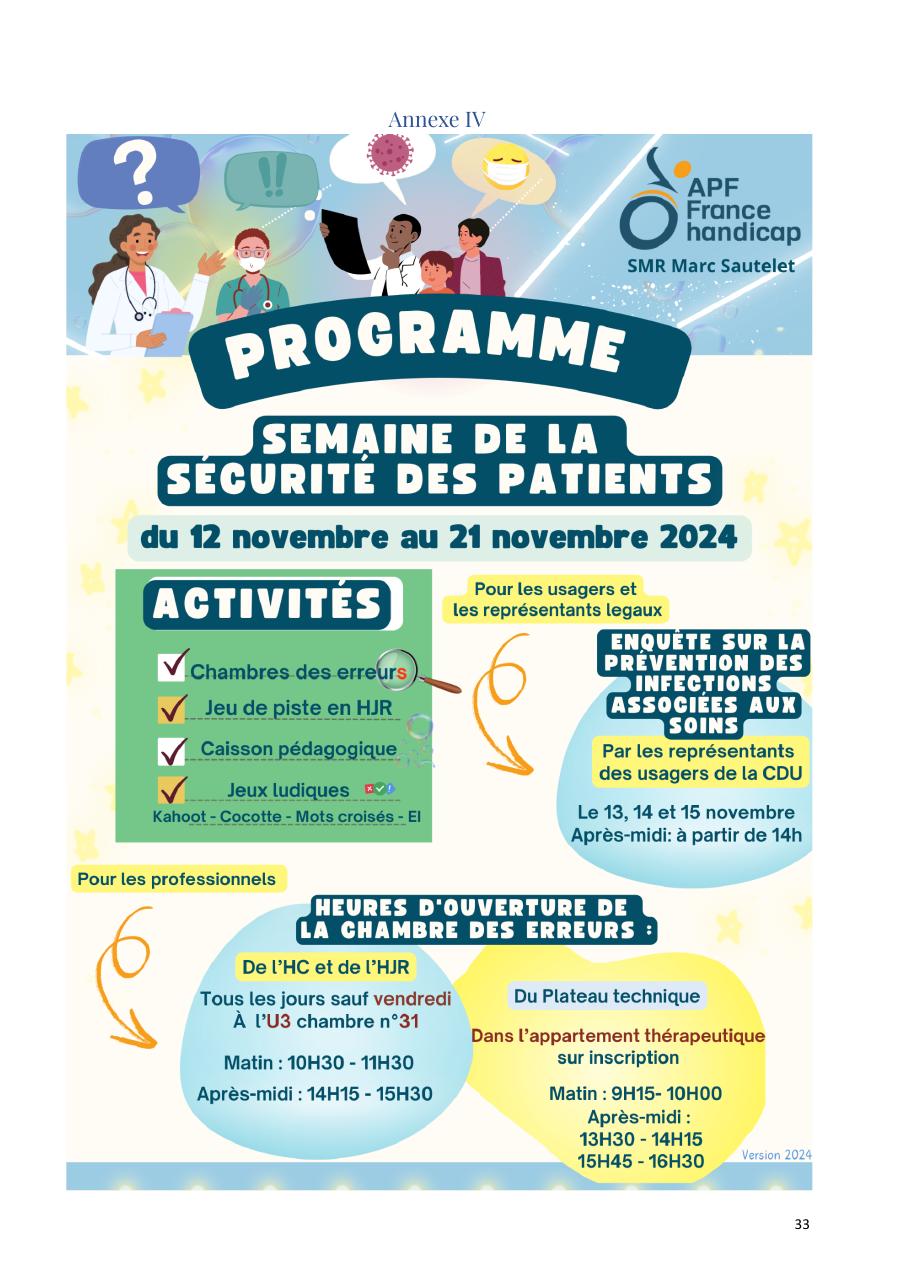 Annexe IV
?
!!
APF
France
handicap
SMR Marc Sautelet
PROGRAMME
SEMAINE DE LA
SÉCURITÉ DES PATIENTS
du 12 novembre au 21 novembre 2024
ACTIVITÉS
Chambres des erreurs
Jeu de piste en HJR
Caisson pédagogique
Jeux ludiques
Kahoot - Cocotte - Mots croisés - EI
Pour les usagers et
les représentants legaux
ENQUÊTE SUR LA
PRÉVENTION DES
INFECTIONS
ASSOCIÉES AUX
SOINS
Par les représentants
des usagers de la CDU
Le 13, 14 et 15 novembre
Après-midi: à partir de 14h
Pour les professionnels
HEURES D'OUVERTURE DE
LA CHAMBRE DES ERREURS :
De l'HC et de l'HJR
Tous les jours sauf vendredi
À l'U3 chambre n°31
Matin : 10H30 - 11H30
Après-midi : 14H15 - 15H30
Du Plateau technique
Dans l'appartement thérapeutique
sur inscription
Matin : 9H15- 10H00
Après-midi :
13H30 - 14H15
15H45 - 16H30
Version 2024
33